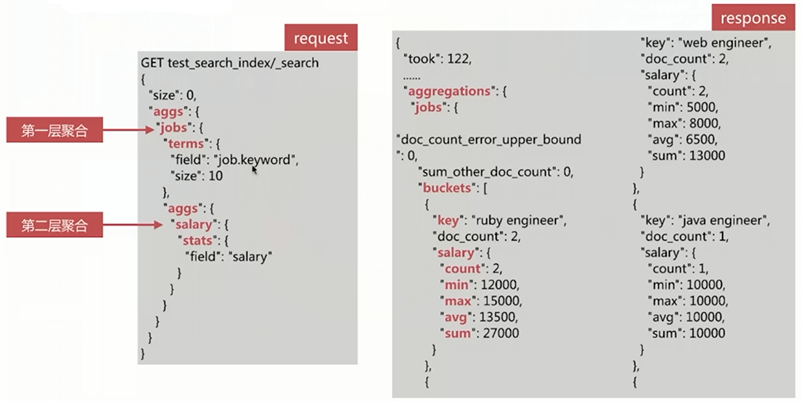 request
GET test_search_index/_search
{
"size": 0,
"aggs": {
第一层聚合
"jobs": {
"terms": {
"field": "job.keyword",
"size": 10
},
"aggs": {
第二层聚合
"salary": {
"stats": {
"field": "salary"
}
}
}
}
}
}
response
{
"took": 122,
......
"aggregations": {
"jobs": {
"doc_count_error_upper_bound
": 0,
"sum_other_doc_count": 0,
"buckets": [
{
"key": "ruby engineer",
"doc_count": 2,
"salary": {
"count": 2,
"min": 12000,
"max": 15000,
"avg": 13500,
"sum": 27000
}
},
{
"key": "web engineer",
"doc_count": 2,
"salary": {
"count": 2,
"min": 5000,
"max": 8000,
"avg": 6500,
"sum": 13000
}
},
{
"key": "java engineer",
"doc_count": 1,
"salary": {
"count": 1,
"min": 10000,
"max": 10000,
"avg": 10000,
"sum": 10000
}
},
{